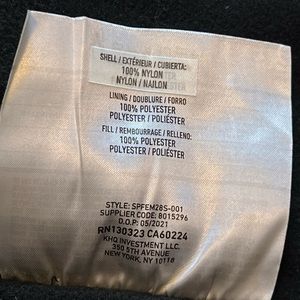 SHELL / EXTÉRIEUR / CUBIERTA:
100% NYLON
NYLON / NAILON
LINING / DOUBLURE / FORRO
100% POLYESTER
POLYESTER / POLIÉSTER
FILL / REMBOURRAGE / RELLENO:
100% POLYESTER
POLYESTER / POLIÉSTER
STYLE: SPFEM28S-001
SUPPLIER CODE: 8015296
D.O.P: 05/2021
RN130323 CA60224
KHQ INVESTMENT LLC.
350 5TH AVENUE
NEW YORK, NY 10118